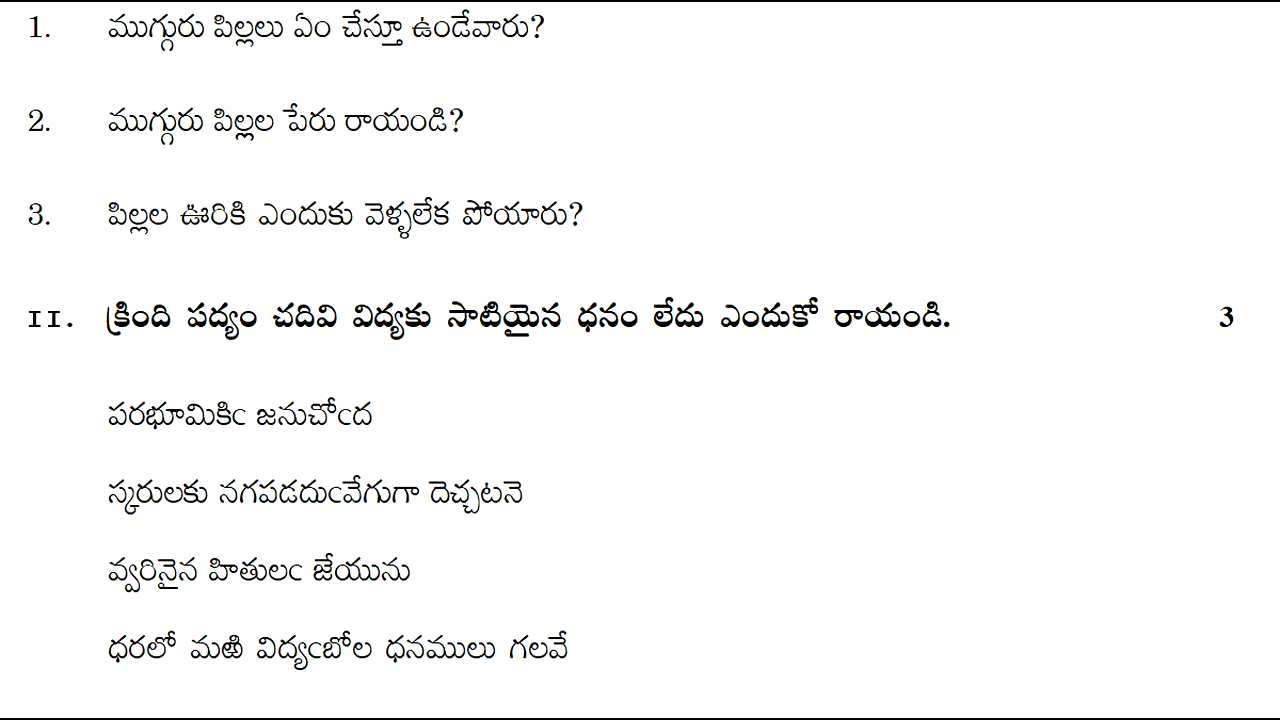 1. ముగ్గురు పిల్లలు ఏం చేస్తూ ఉండేవారు?
2. ముగ్గురు పిల్లల పేరు రాయండి?
3. పిల్లల ఊరికి ఎందుకు వెళ్ళలేక పోయారు?
II. క్రింది పద్యం చదివి విద్యకు సాటియైన ధనం లేదు ఎందుకో రాయండి. 3
పరభూమికిఁ జనుచోఁద
స్కరులకు నగపడదుఁవేగుగా దెచ్చటనె
వ్వరినైన హితులఁ జేయును
ధరలో మఱి విద్యఁబోల ధనములు గలవే